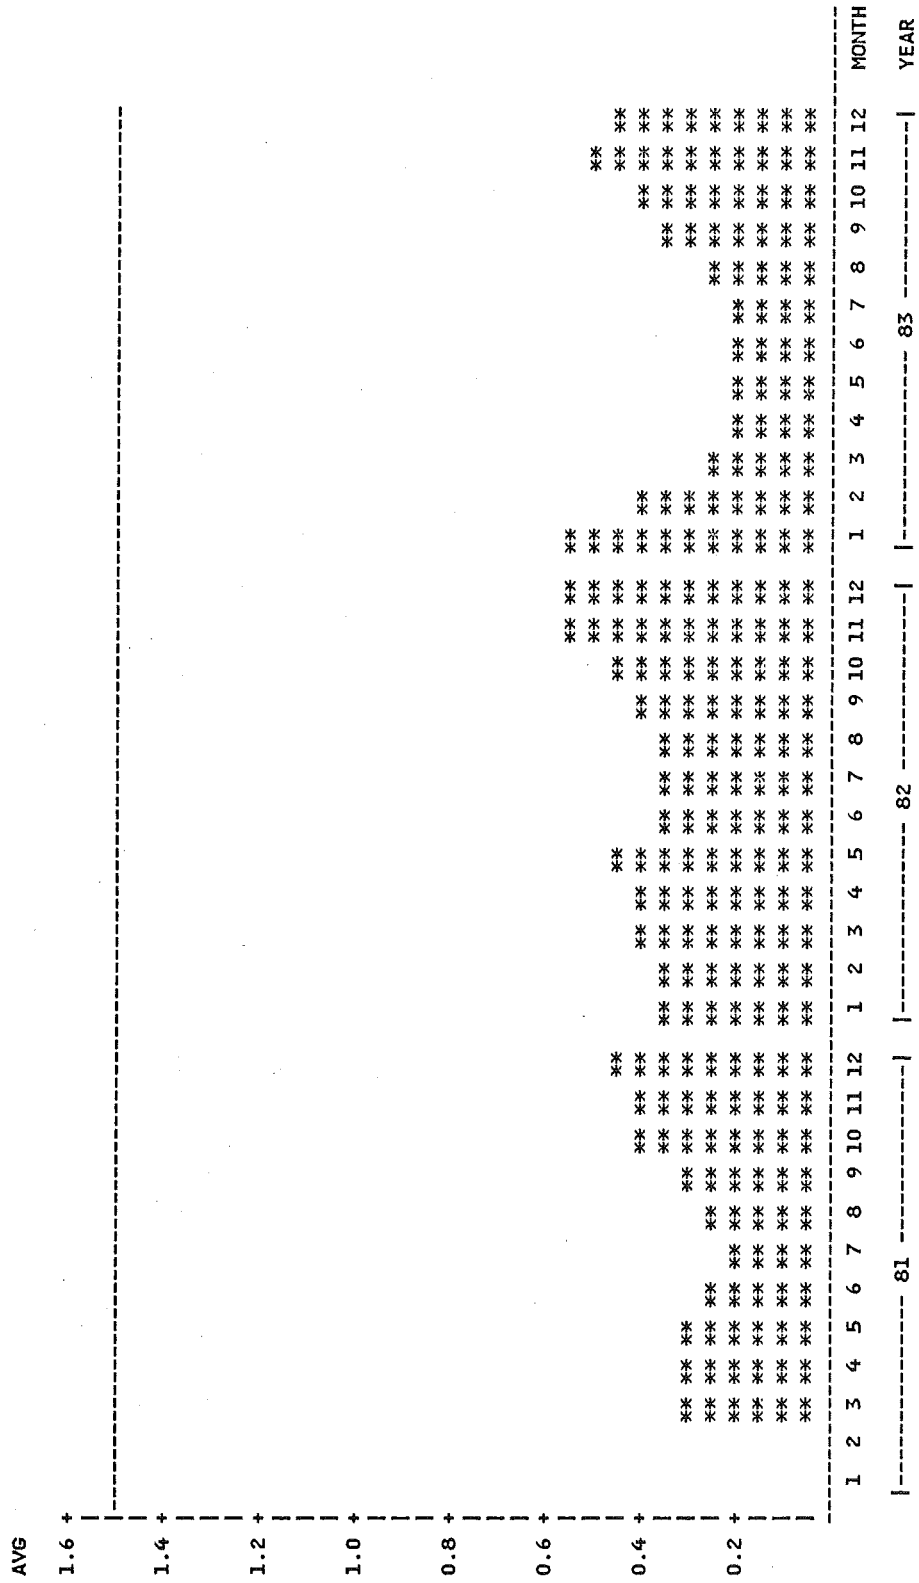 AVG
1.6
1.4
1.2
1.0
0.8
0.6
0.4
0.2
1 2 3 4 5 6 7 8 9 10 11 12 1 2 3 4 5 6 7 8 9 10 11 12 1 2 3 4 5 6 7 8 9 10 11 12 MONTH
|------------ 81 ------------| |------------ 82 ------------| |------------ 83 ------------| YEAR